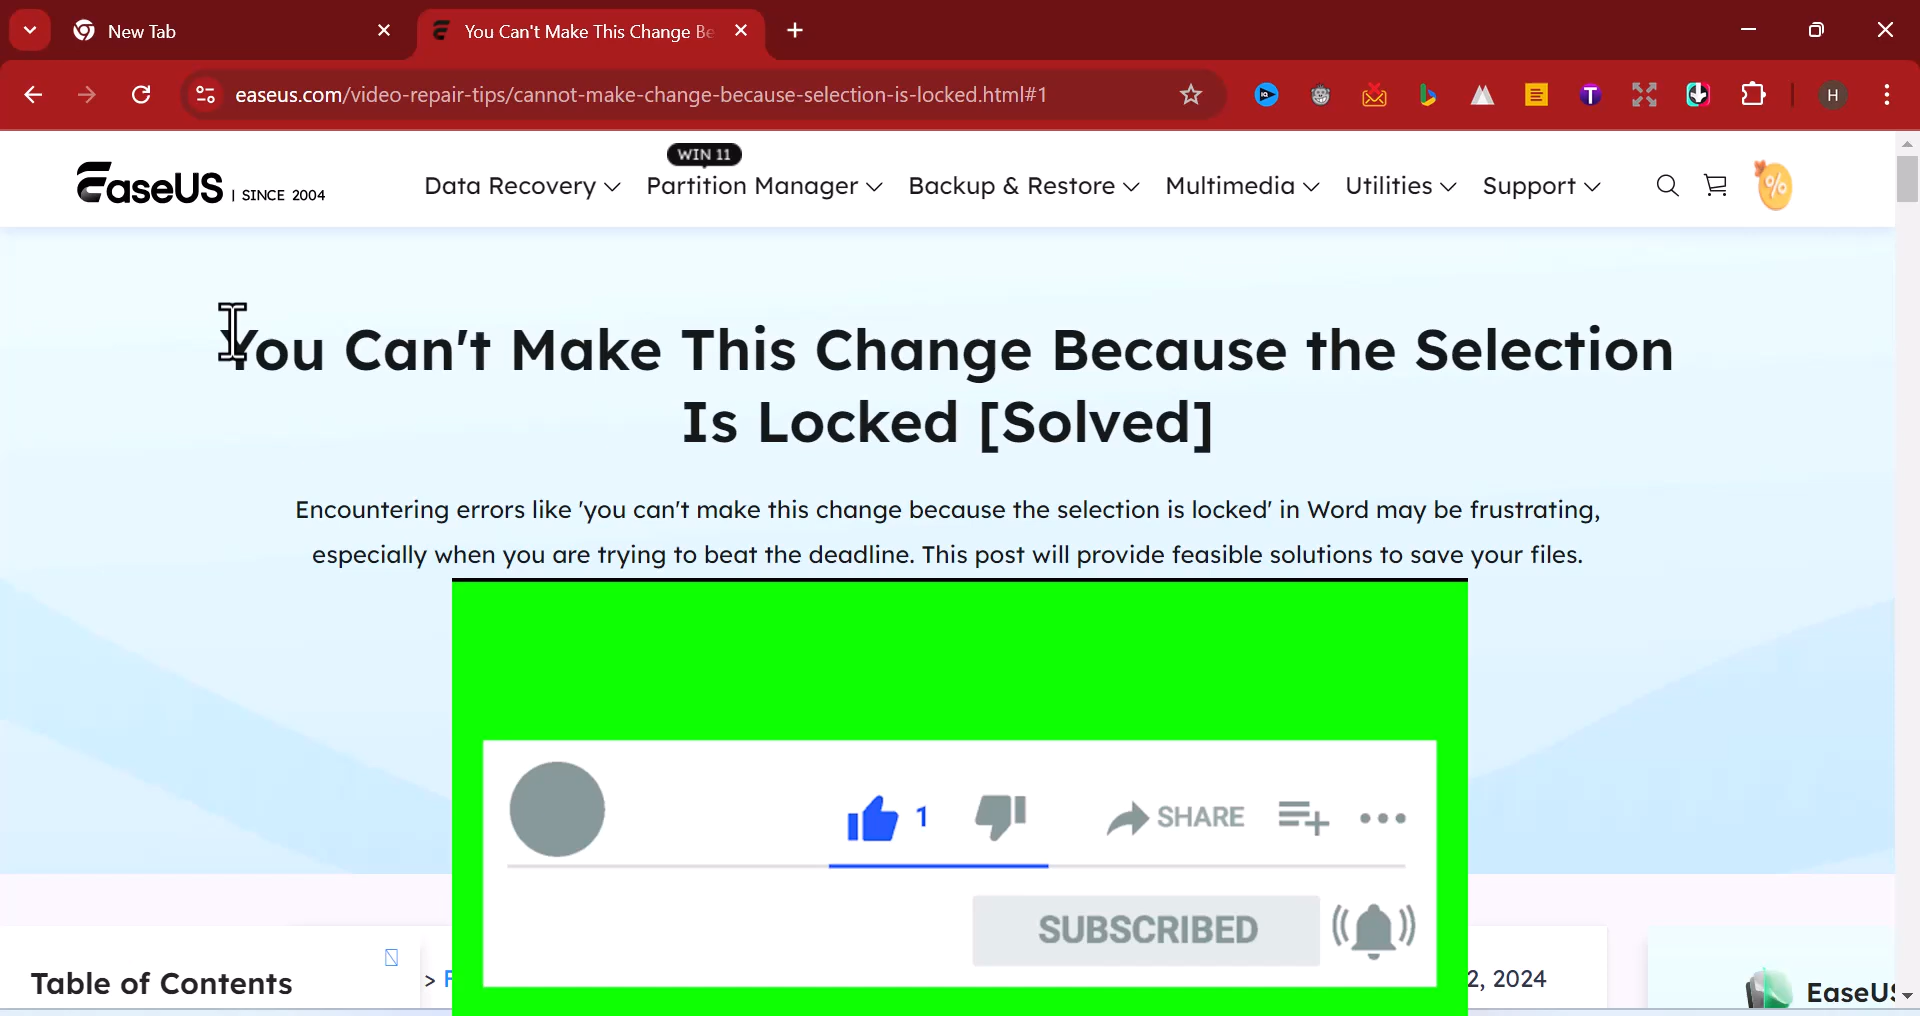 New Tab
You Can't Make This Change Be
easeus.com/video-repair-tips/cannot-make-change-because-selection-is-locked.html#1
H
WIN 11
EaseUS | SINCE 2004
Data Recovery Partition Manager Backup & Restore Multimedia Utilities Support
%
You Can't Make This Change Because the Selection
Is Locked [Solved]
Encountering errors like 'you can't make this change because the selection is locked' in Word may be frustrating,
especially when you are trying to beat the deadline. This post will provide feasible solutions to save your files.
1 SHARE
SUBSCRIBED
Table of Contents
>
2, 2024
EaseUS